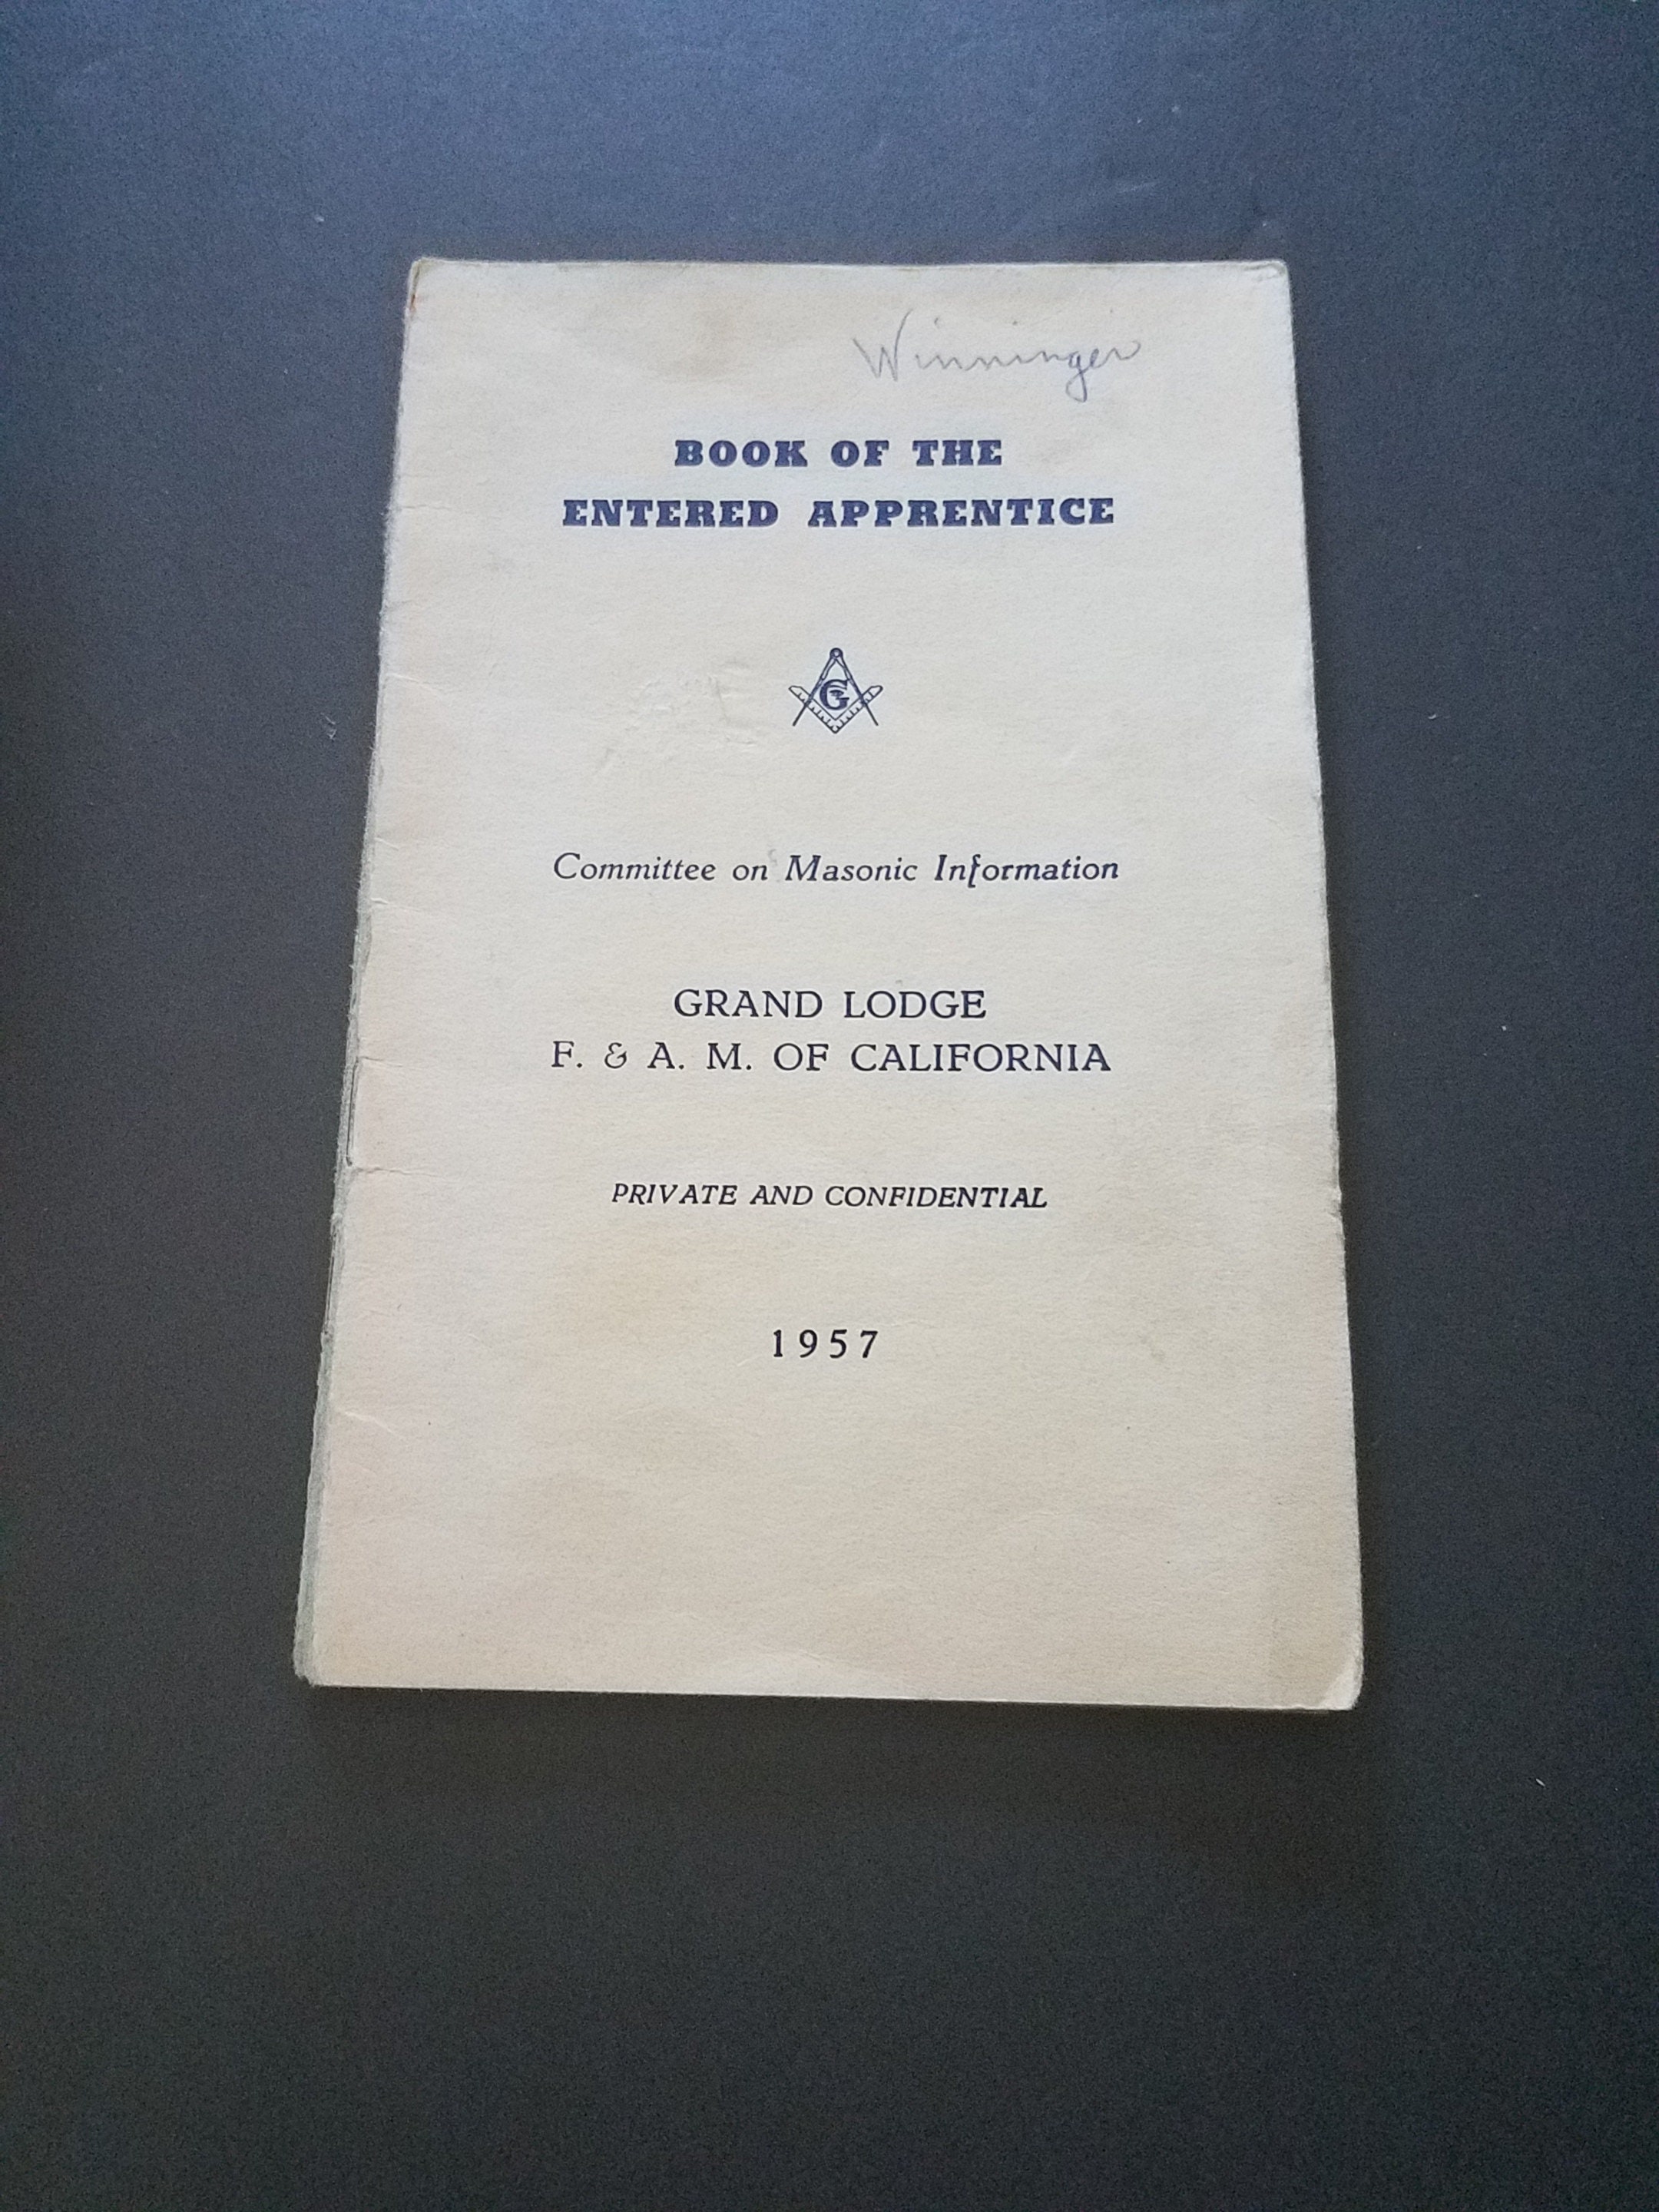 Winninger
BOOK OF THE
ENTERED APPRENTICE
G
Committee on Masonic Information
GRAND LODGE
F. & A. M. OF CALIFORNIA
PRIVATE AND CONFIDENTIAL
1957